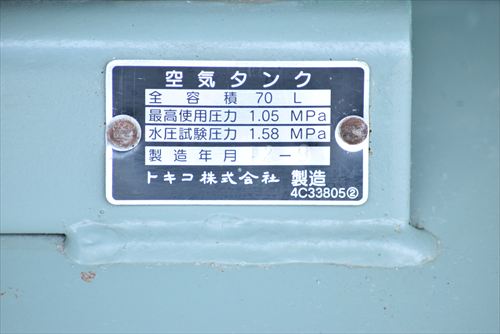 空気タンク
全容積 70 L
最高使用圧力 1.05 MPa
水圧試験圧力 1.58 MPa
製造年月 ー
トキコ株式会社 製造
4C33805②